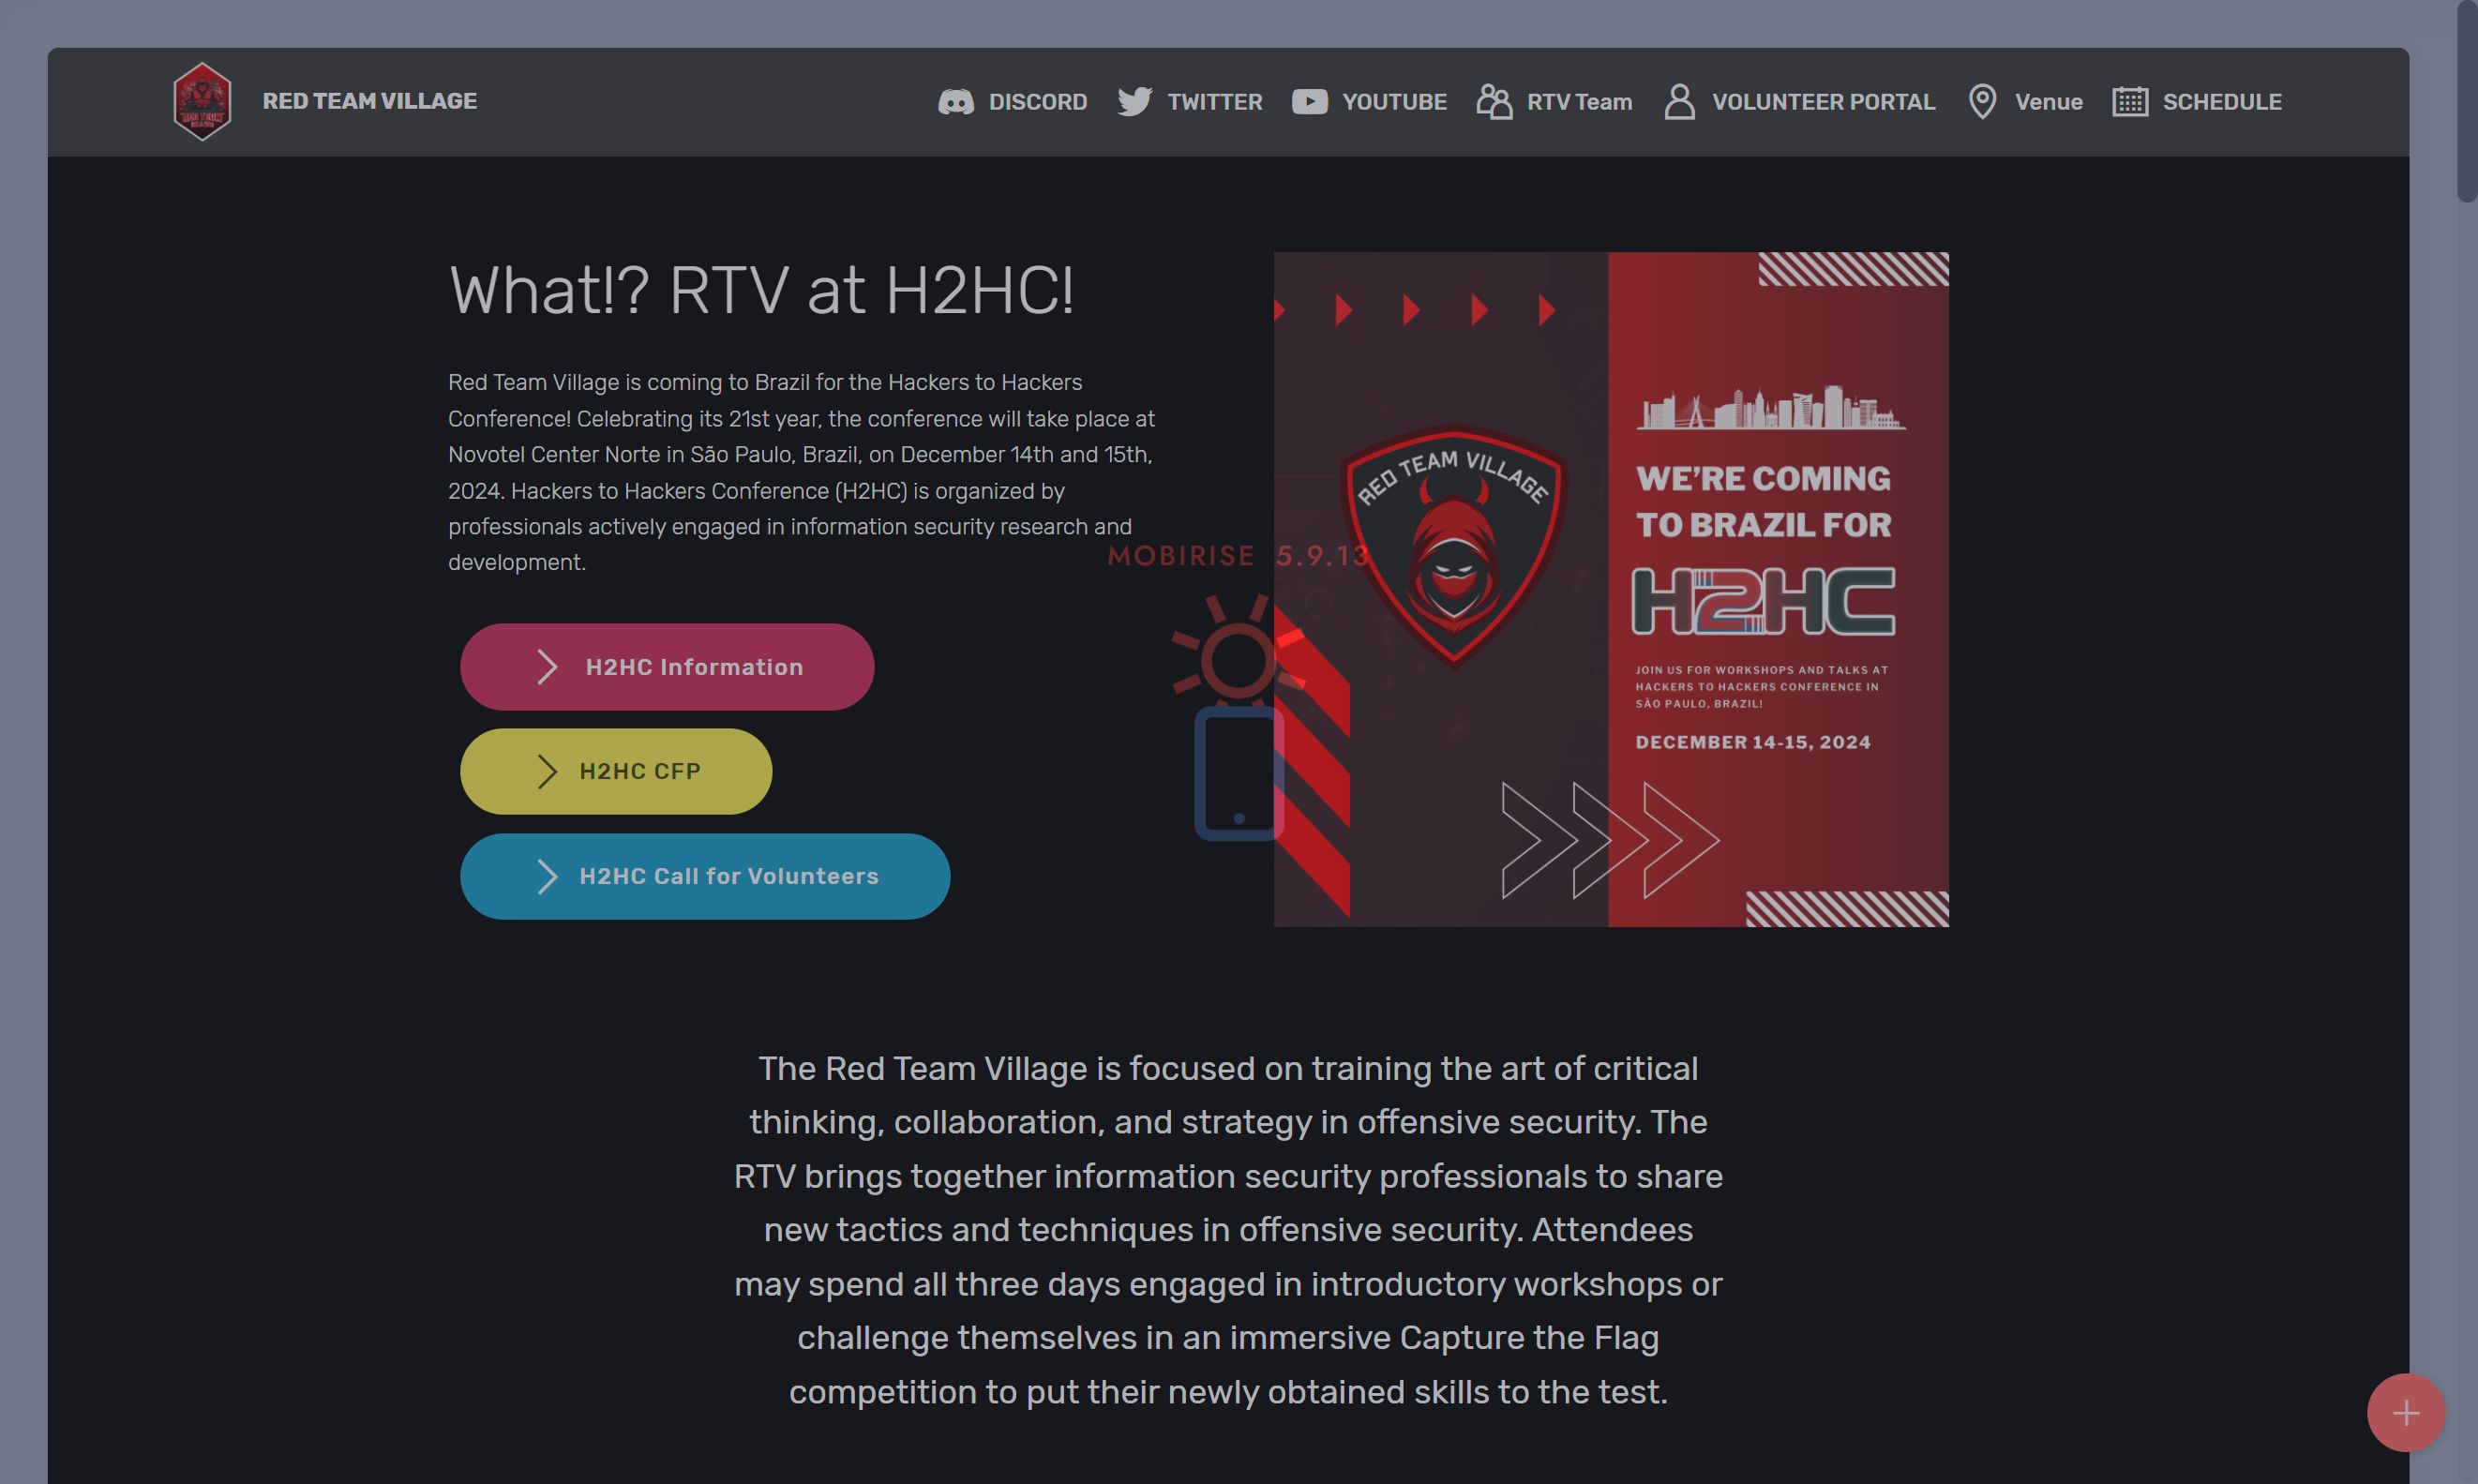 RED TEAM VILLAGE
DISCORD
TWITTER
YOUTUBE
RTV Team
VOLUNTEER PORTAL
Venue
SCHEDULE
What!? RTV at H2HC!
Red Team Village is coming to Brazil for the Hackers to Hackers
Conference! Celebrating its 21st year, the conference will take place at
Novotel Center Norte in São Paulo, Brazil, on December 14th and 15th,
2024. Hackers to Hackers Conference (H2HC) is organized by
professionals actively engaged in information security research and
development.
H2HC Information
H2HC CFP
H2HC Call for Volunteers
MOBIRISE 5.9.13
RED TEAM VILLAGE
WE'RE COMING
TO BRAZIL FOR
H2HC
JOIN US FOR WORKSHOPS AND TALKS AT
HACKERS TO HACKERS CONFERENCE IN
SÃO PAULO, BRAZIL!
DECEMBER 14-15, 2024
The Red Team Village is focused on training the art of critical
thinking, collaboration, and strategy in offensive security. The
RTV brings together information security professionals to share
new tactics and techniques in offensive security. Attendees
may spend all three days engaged in introductory workshops or
challenge themselves in an immersive Capture the Flag
competition to put their newly obtained skills to the test.